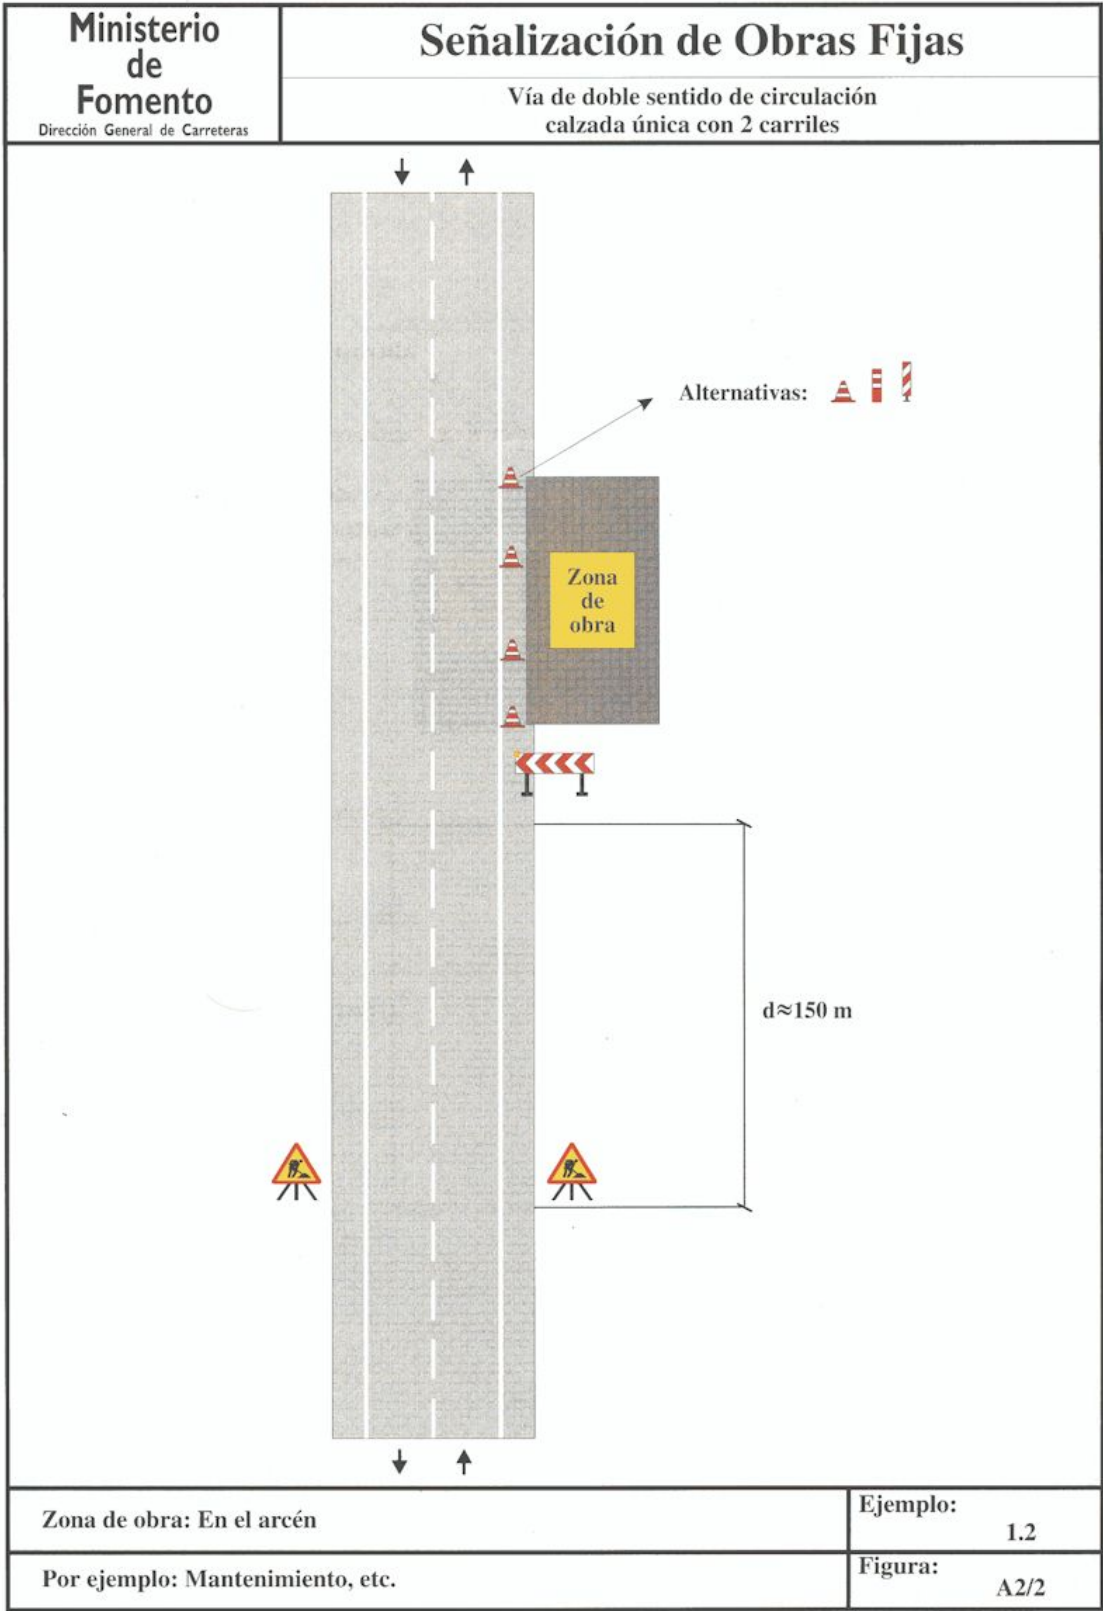 Ministerio
de
Fomento
Dirección General de Carreteras
Señalización de Obras Fijas
Vía de doble sentido de circulación
calzada única con 2 carriles
Alternativas:
Zona
de
obra
d≈150 m
Zona de obra: En el arcén
Ejemplo:
1.2
Por ejemplo: Mantenimiento, etc.
Figura:
A2/2